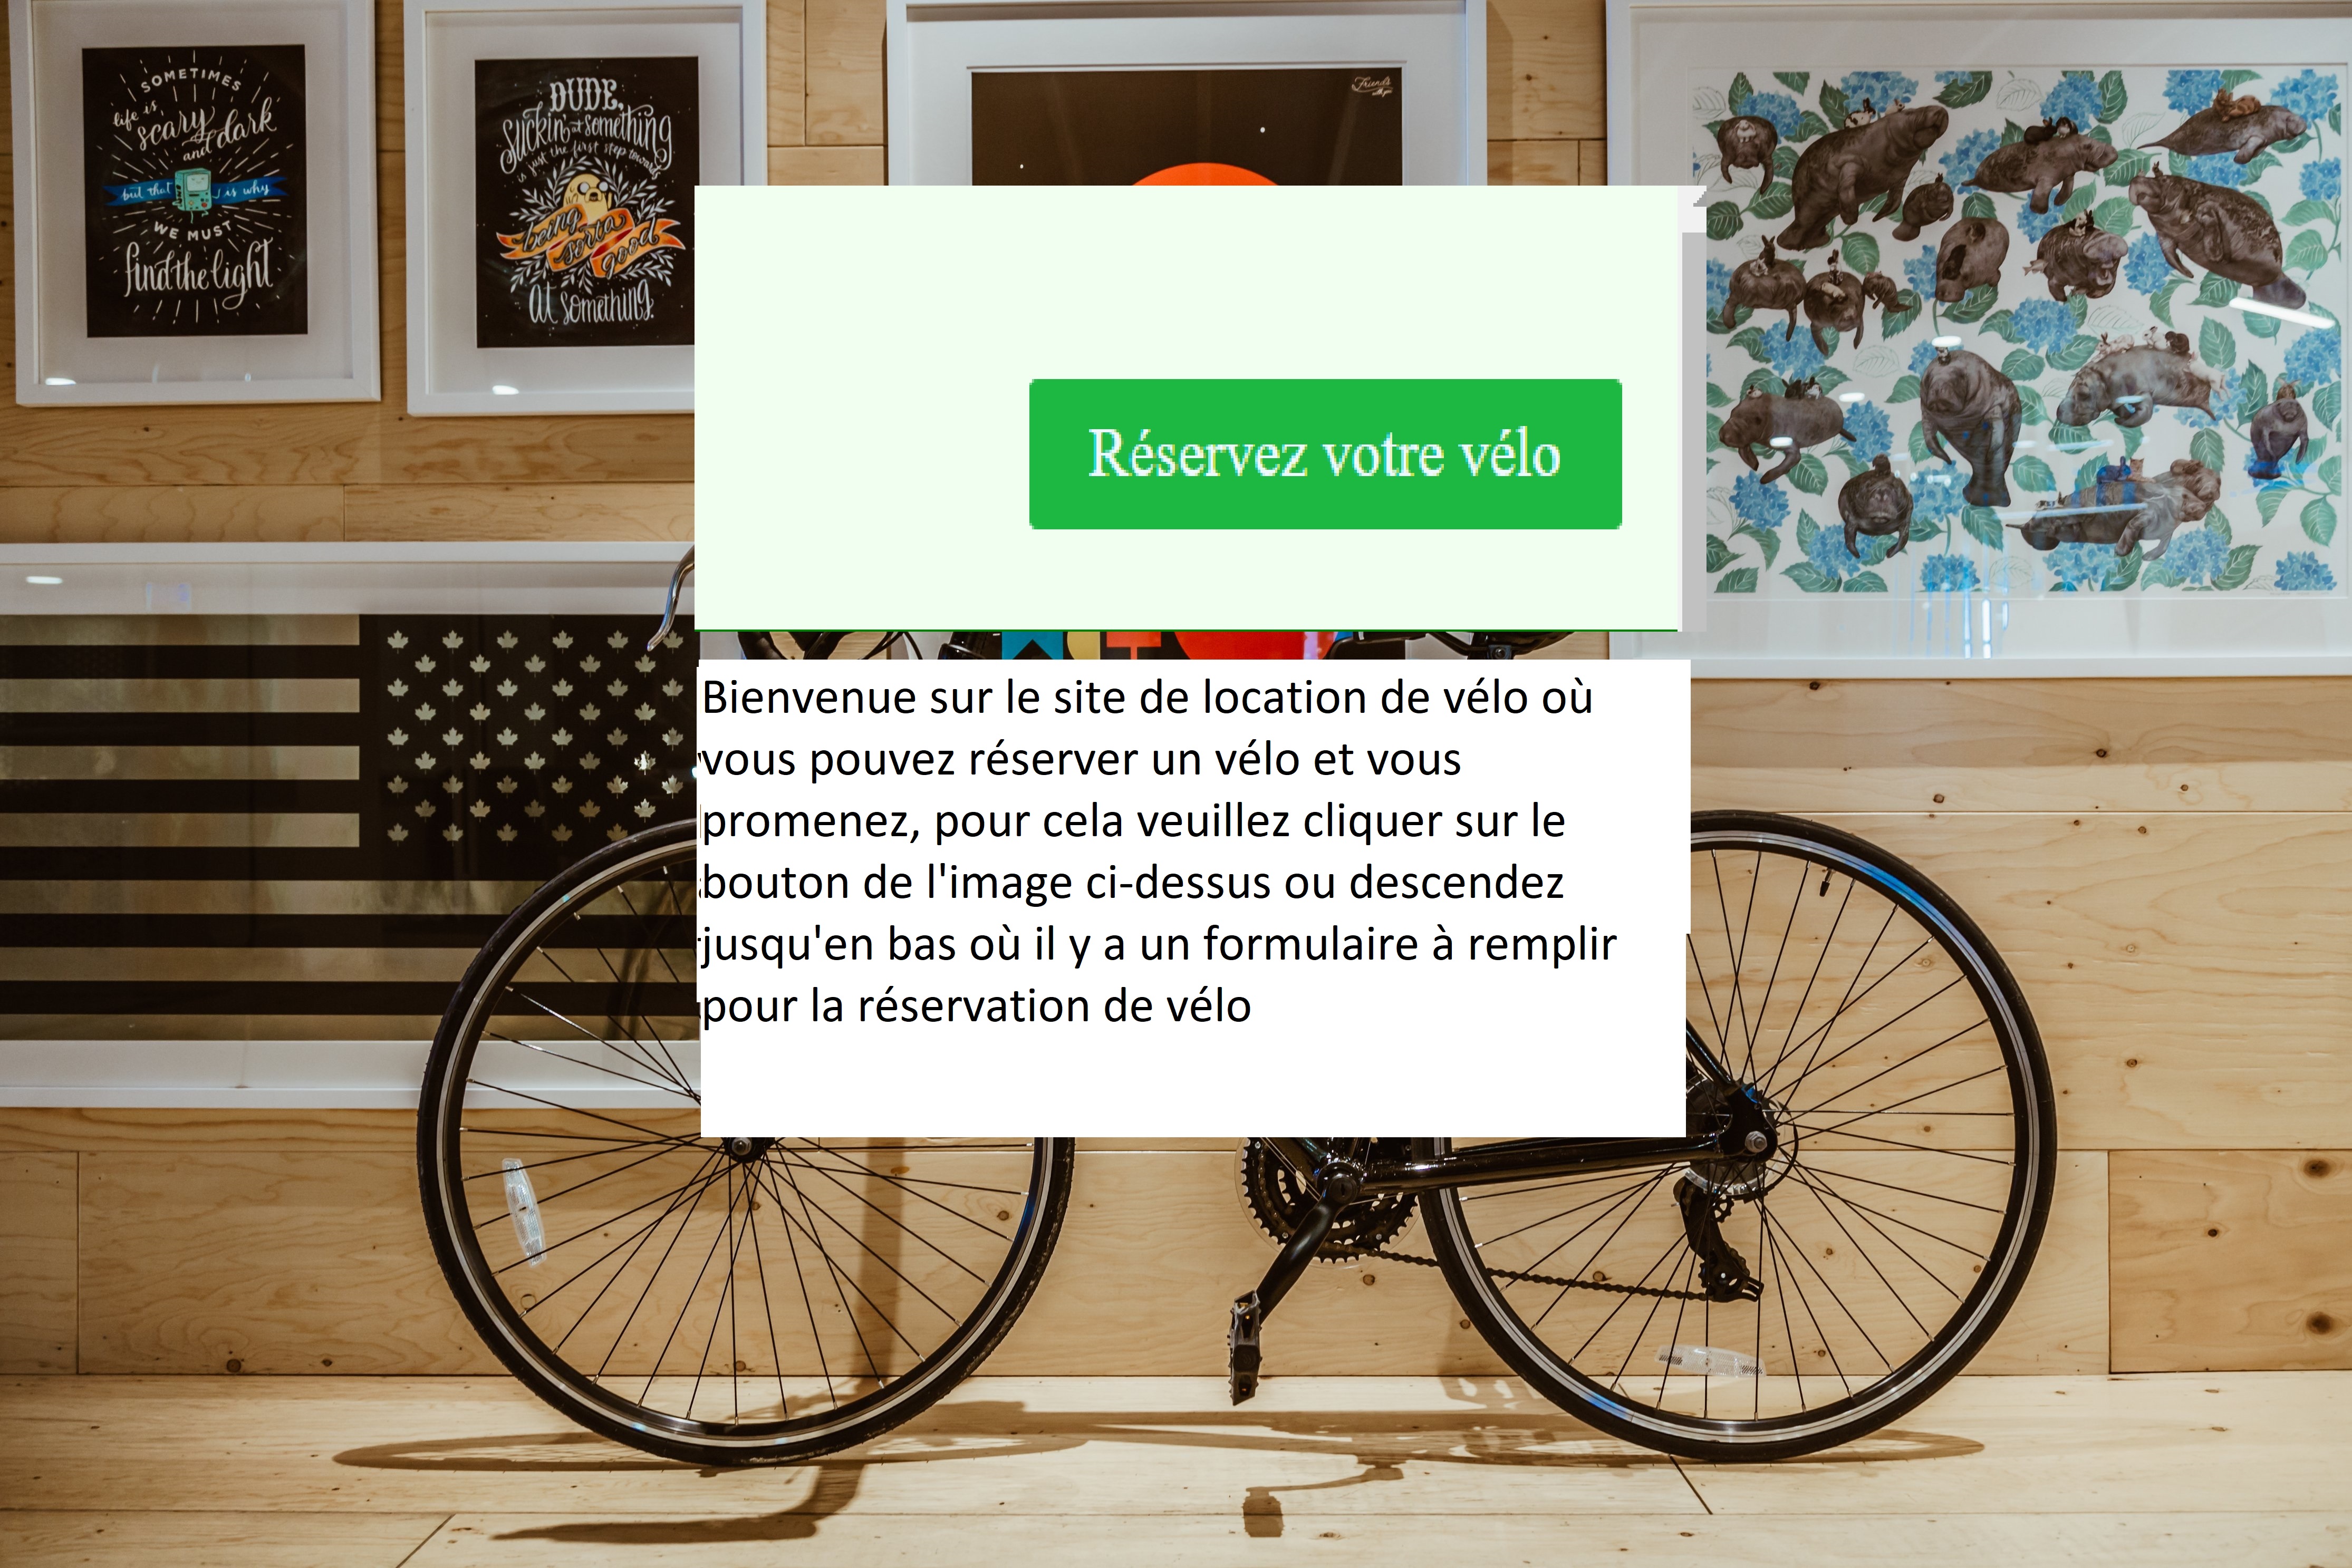 SOMETIMES
life is
scary
and dark
but that is why
WE MUST
find the light
DUDE,
suckin' at something
is just the first step towards
being
sorta
good
at something.
Friends
with you
Réservez votre vélo
Bienvenue sur le site de location de vélo où
vous pouvez réserver un vélo et vous
promenez, pour cela veuillez cliquer sur le
bouton de l'image ci-dessus ou descendez
jusqu'en bas où il y a un formulaire à remplir
pour la réservation de vélo